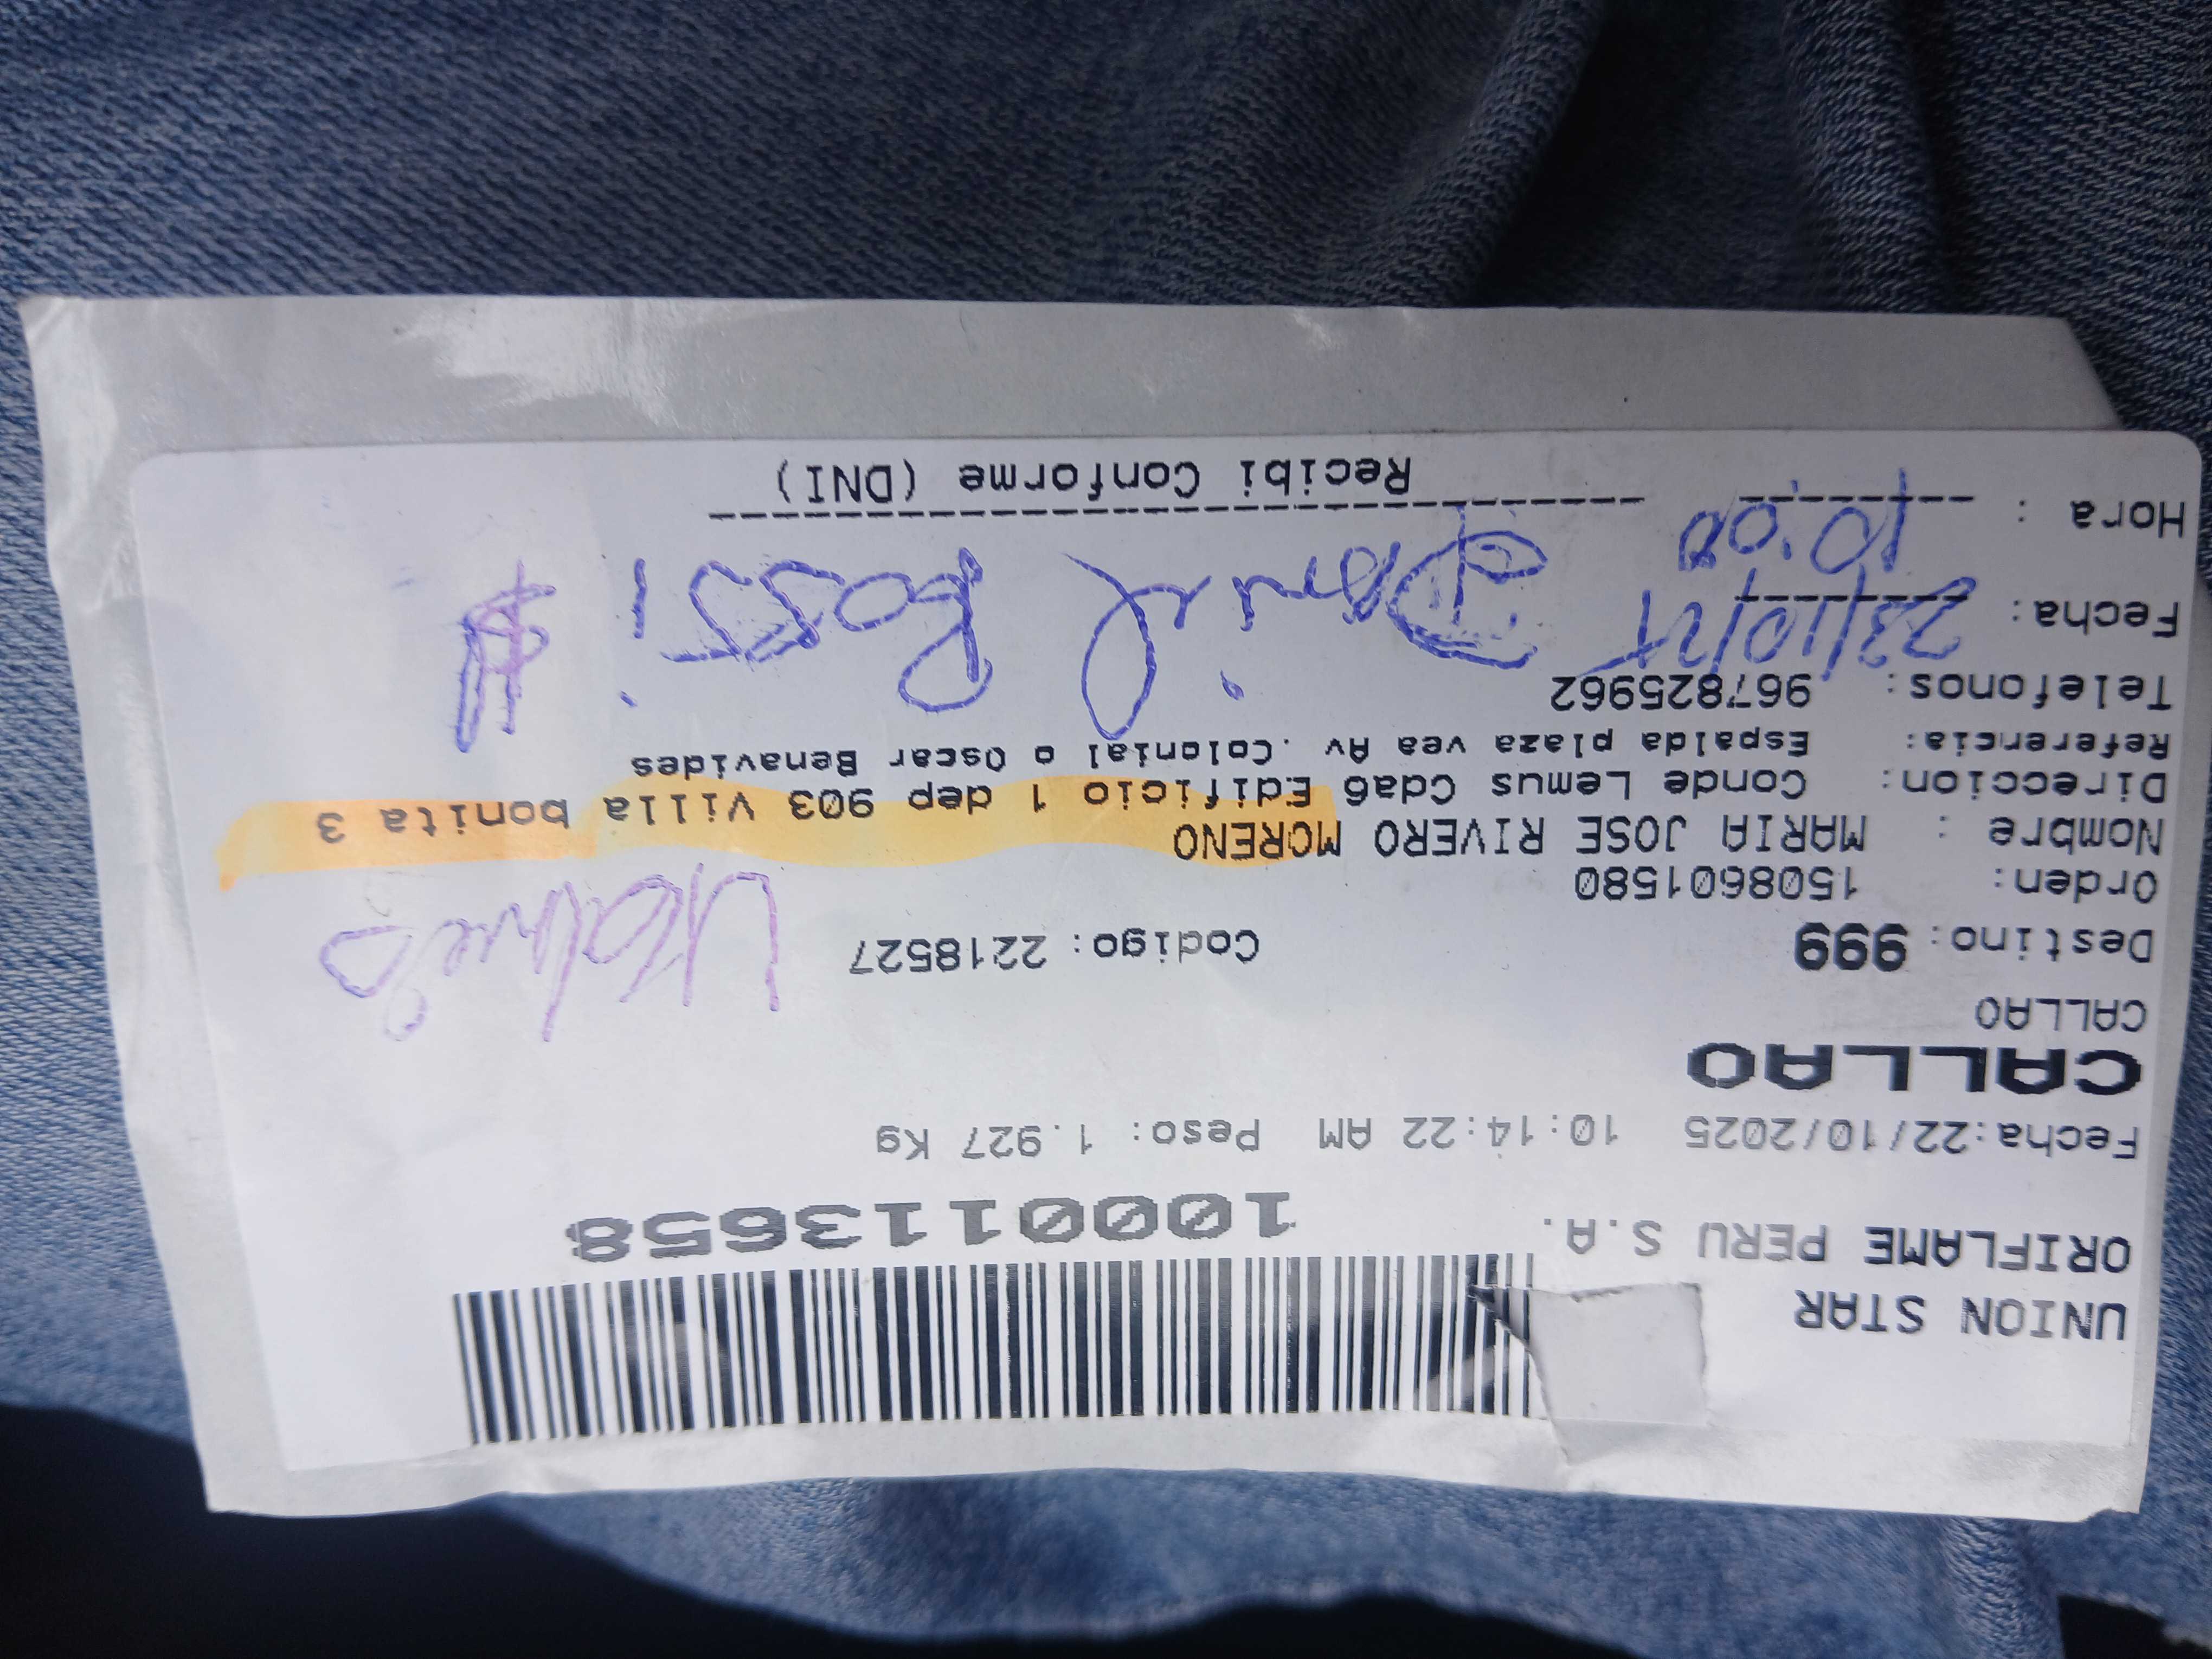 UNION STAR
ORIFLAME PERU S.A.
1000113658
Fecha:22/10/2025 10:14:22 AM Peso: 1.927 Kg
CALLAO
CALLAO
Destino: 999 Codigo: 2218527
Orden: 1508601580
Nombre : MARIA JOSE RIVERO MORENO
Direccion: Conde Lemus Cda6 Edificio 1 dep 903 Villa bonita 3
Referencia: Espalda plaza vea Av .Colonial o Oscar Benavides
Telefonos: 967825962
Fecha: 23/10/
Hora : 10:00
Rossi
Recibi Conforme (DNI)